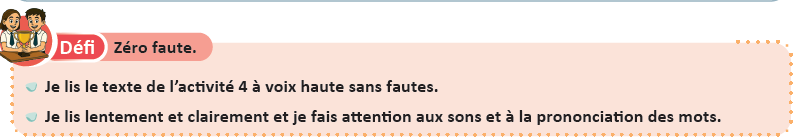 Défi Zéro faute.
Je lis le texte de l'activité 4 à voix haute sans fautes.
Je lis lentement et clairement et je fais attention aux sons et à la prononciation des mots.